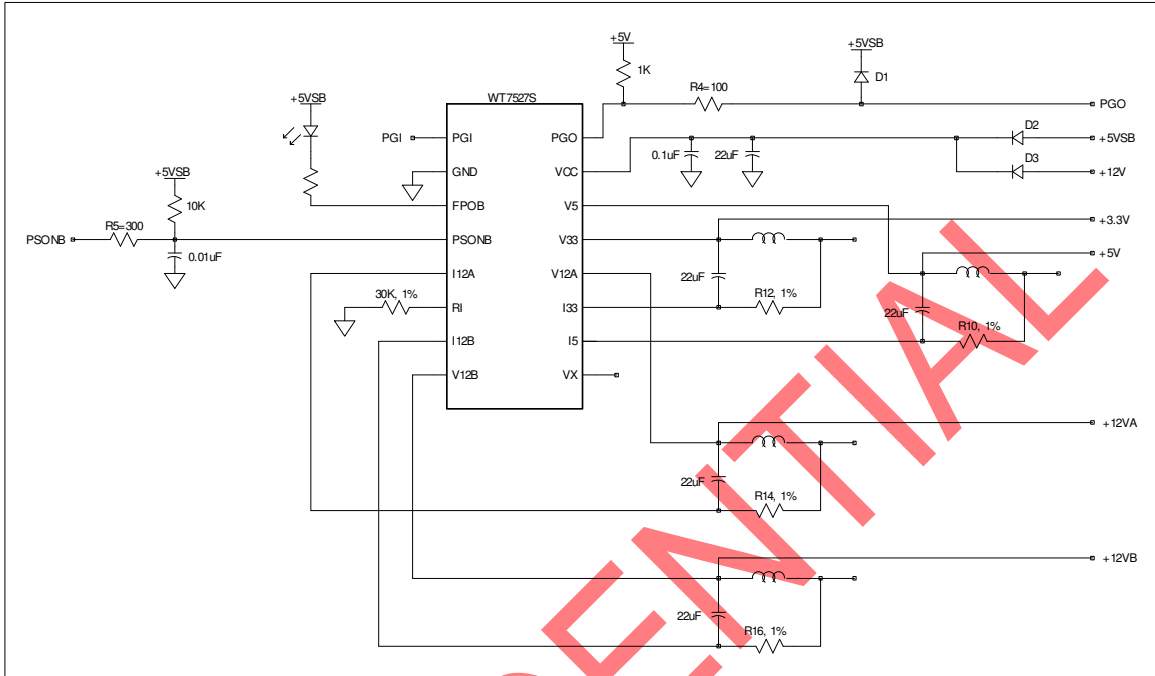 +5V
+5VSB
1K
D1
R4=100
WT7527S
+5VSB
PGO
PGI
PGI
PGO
D2
+5VSB
0.1uF
22uF
GND
VCC
D3
+12V
+5VSB
10K
FPOB
V5
+3.3V
R5=300
PSONB
PSONB
V33
+5V
0.01uF
I12A
V12A
22uF
30K, 1%
RI
I33
R12, 1%
22uF
I12B
I5
R10, 1%
V12B
VX
+12VA
22uF
R14, 1%
+12VB
22uF
R16, 1%
ENTIAL